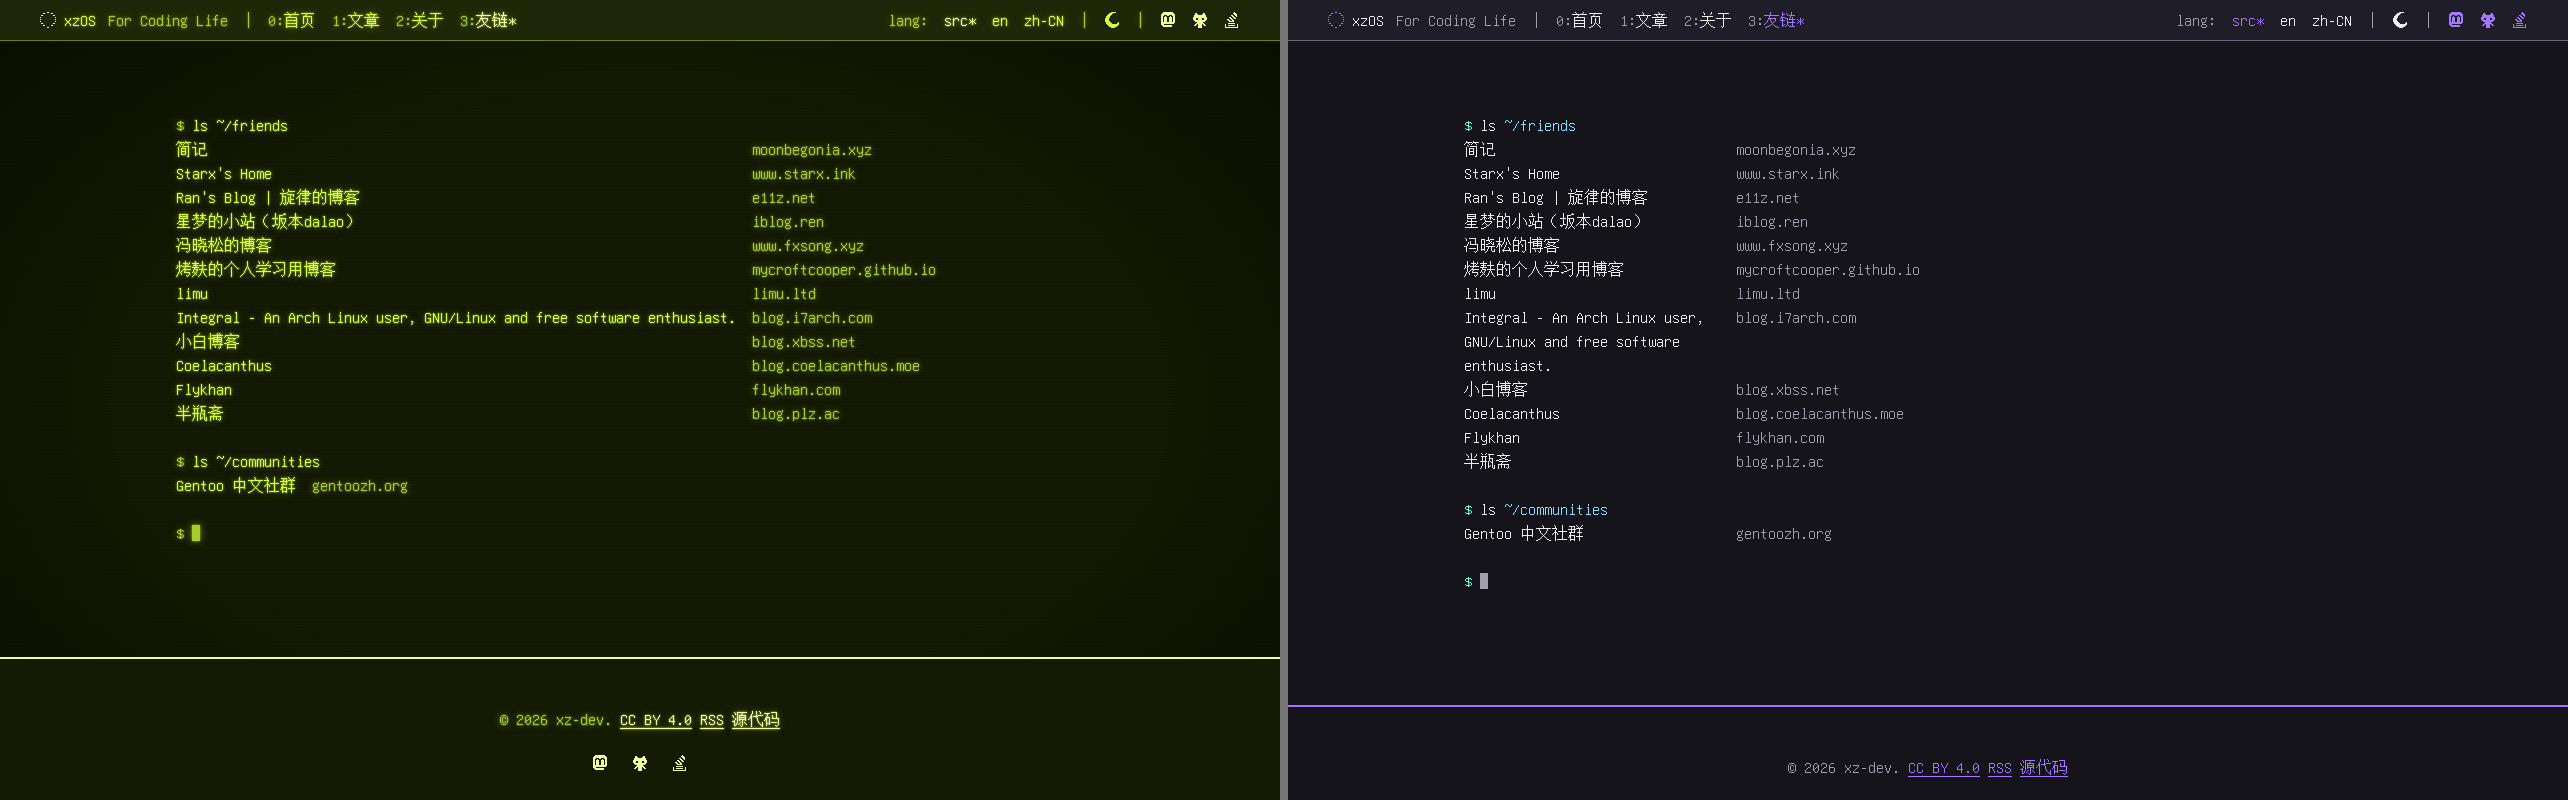 xzOS For Coding Life | 0:首页 1:文章 2:关于 3:友链* lang: src* en zh-CN | |
$ ls ~/friends
简记 moonbegonia.xyz
Starx's Home www.starx.ink
Ran's Blog | 旋律的博客 e11z.net
星梦的小站（坂本dalao） iblog.ren
冯晓松的博客 www.fxsong.xyz
烤麸的个人学习用博客 mycroftcooper.github.io
limu limu.ltd
Integral - An Arch Linux user, GNU/Linux and free software enthusiast. blog.i7arch.com
小白博客 blog.xbss.net
Coelacanthus blog.coelacanthus.moe
Flykhan flykhan.com
半瓶斋 blog.plz.ac
$ ls ~/communities
Gentoo 中文社群 gentoozh.org
$
© 2026 xz-dev. CC BY 4.0 RSS 源代码
xzOS For Coding Life | 0:首页 1:文章 2:关于 3:友链* lang: src* en zh-CN | |
$ ls ~/friends
简记 moonbegonia.xyz
Starx's Home www.starx.ink
Ran's Blog | 旋律的博客 e11z.net
星梦的小站（坂本dalao） iblog.ren
冯晓松的博客 www.fxsong.xyz
烤麸的个人学习用博客 mycroftcooper.github.io
limu limu.ltd
Integral - An Arch Linux user, blog.i7arch.com
GNU/Linux and free software
enthusiast.
小白博客 blog.xbss.net
Coelacanthus blog.coelacanthus.moe
Flykhan flykhan.com
半瓶斋 blog.plz.ac
$ ls ~/communities
Gentoo 中文社群 gentoozh.org
$
© 2026 xz-dev. CC BY 4.0 RSS 源代码